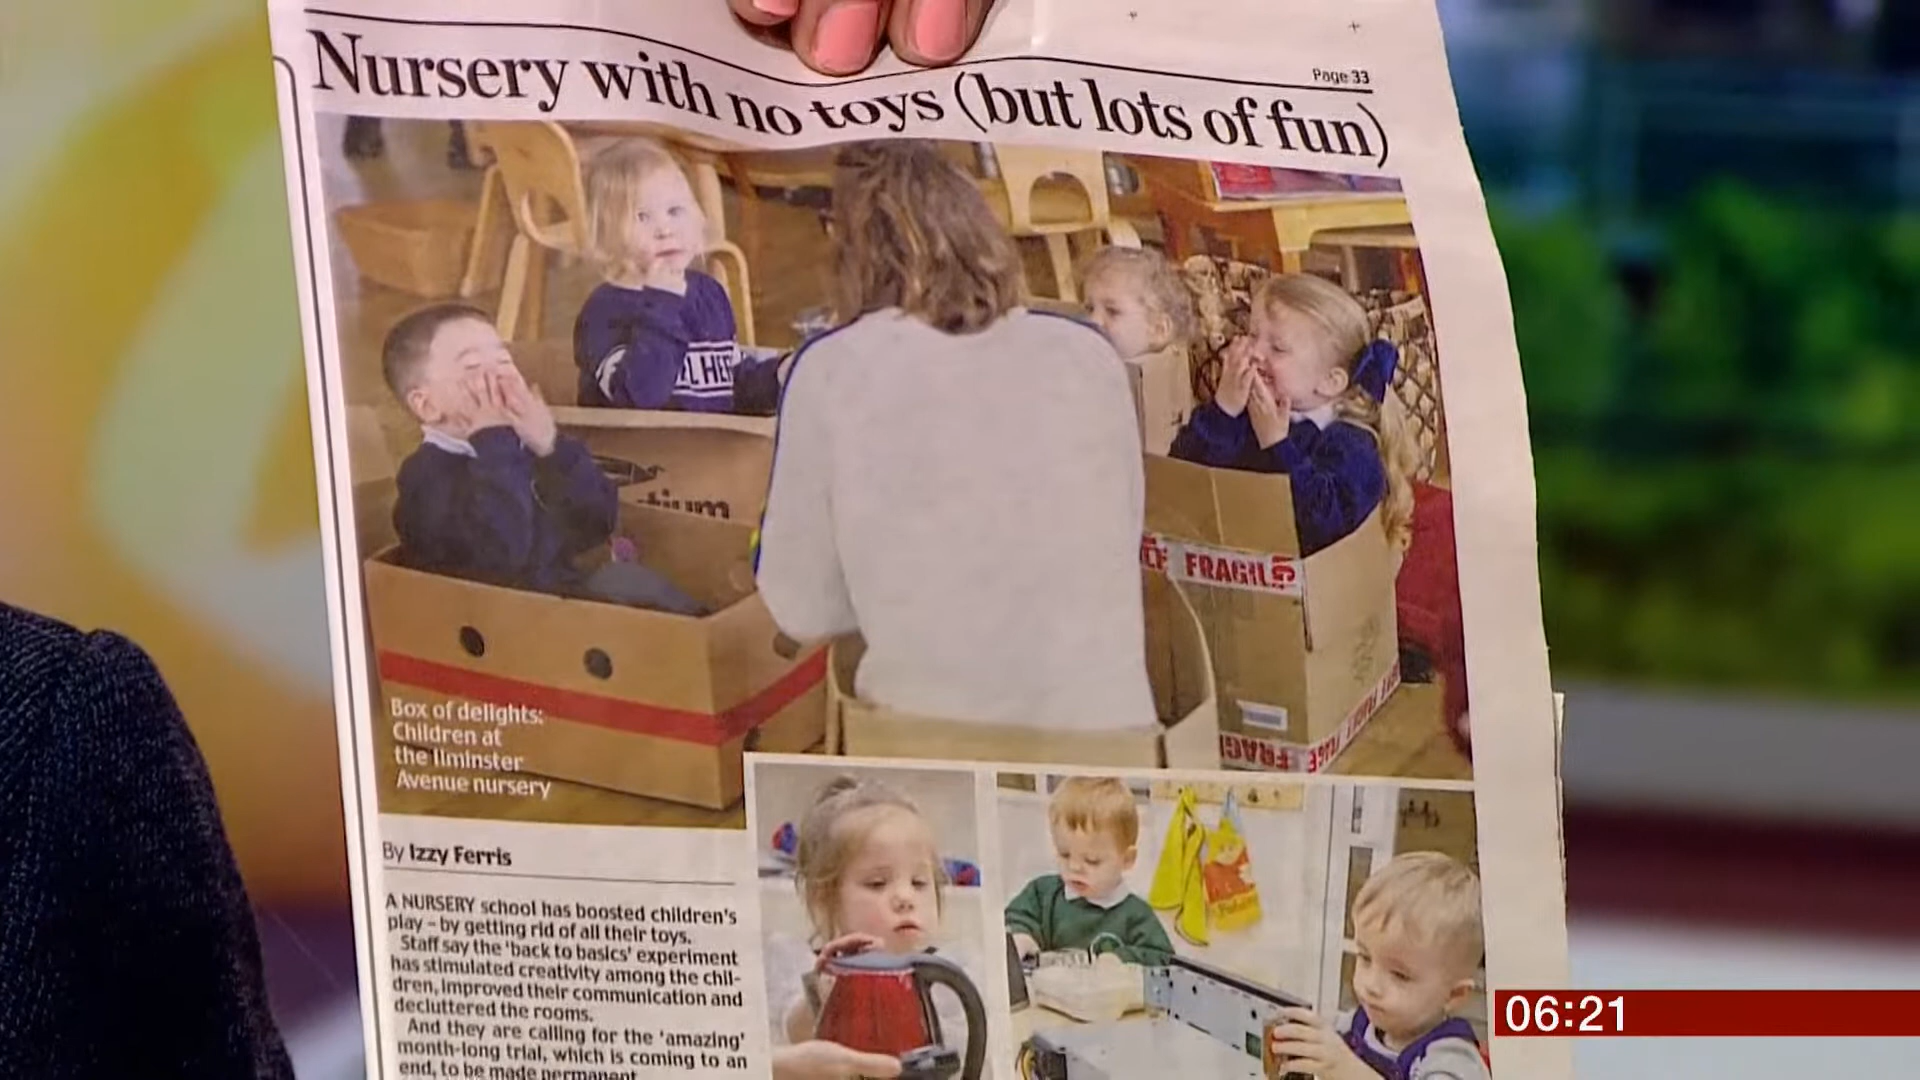 Page 33
Nursery with no toys (but lots of fun)
FRAGILE
Box of delights:
Children at
the Ilminster
Avenue nursery
By Izzy Ferris
A NURSERY school has boosted children's
play – by getting rid of all their toys.
Staff say the 'back to basics' experiment
has stimulated creativity among the chil-
dren, improved their communication and
decluttered the rooms.
And they are calling for the 'amazing'
month-long trial, which is coming to an
end, to be made permanent.
06:21